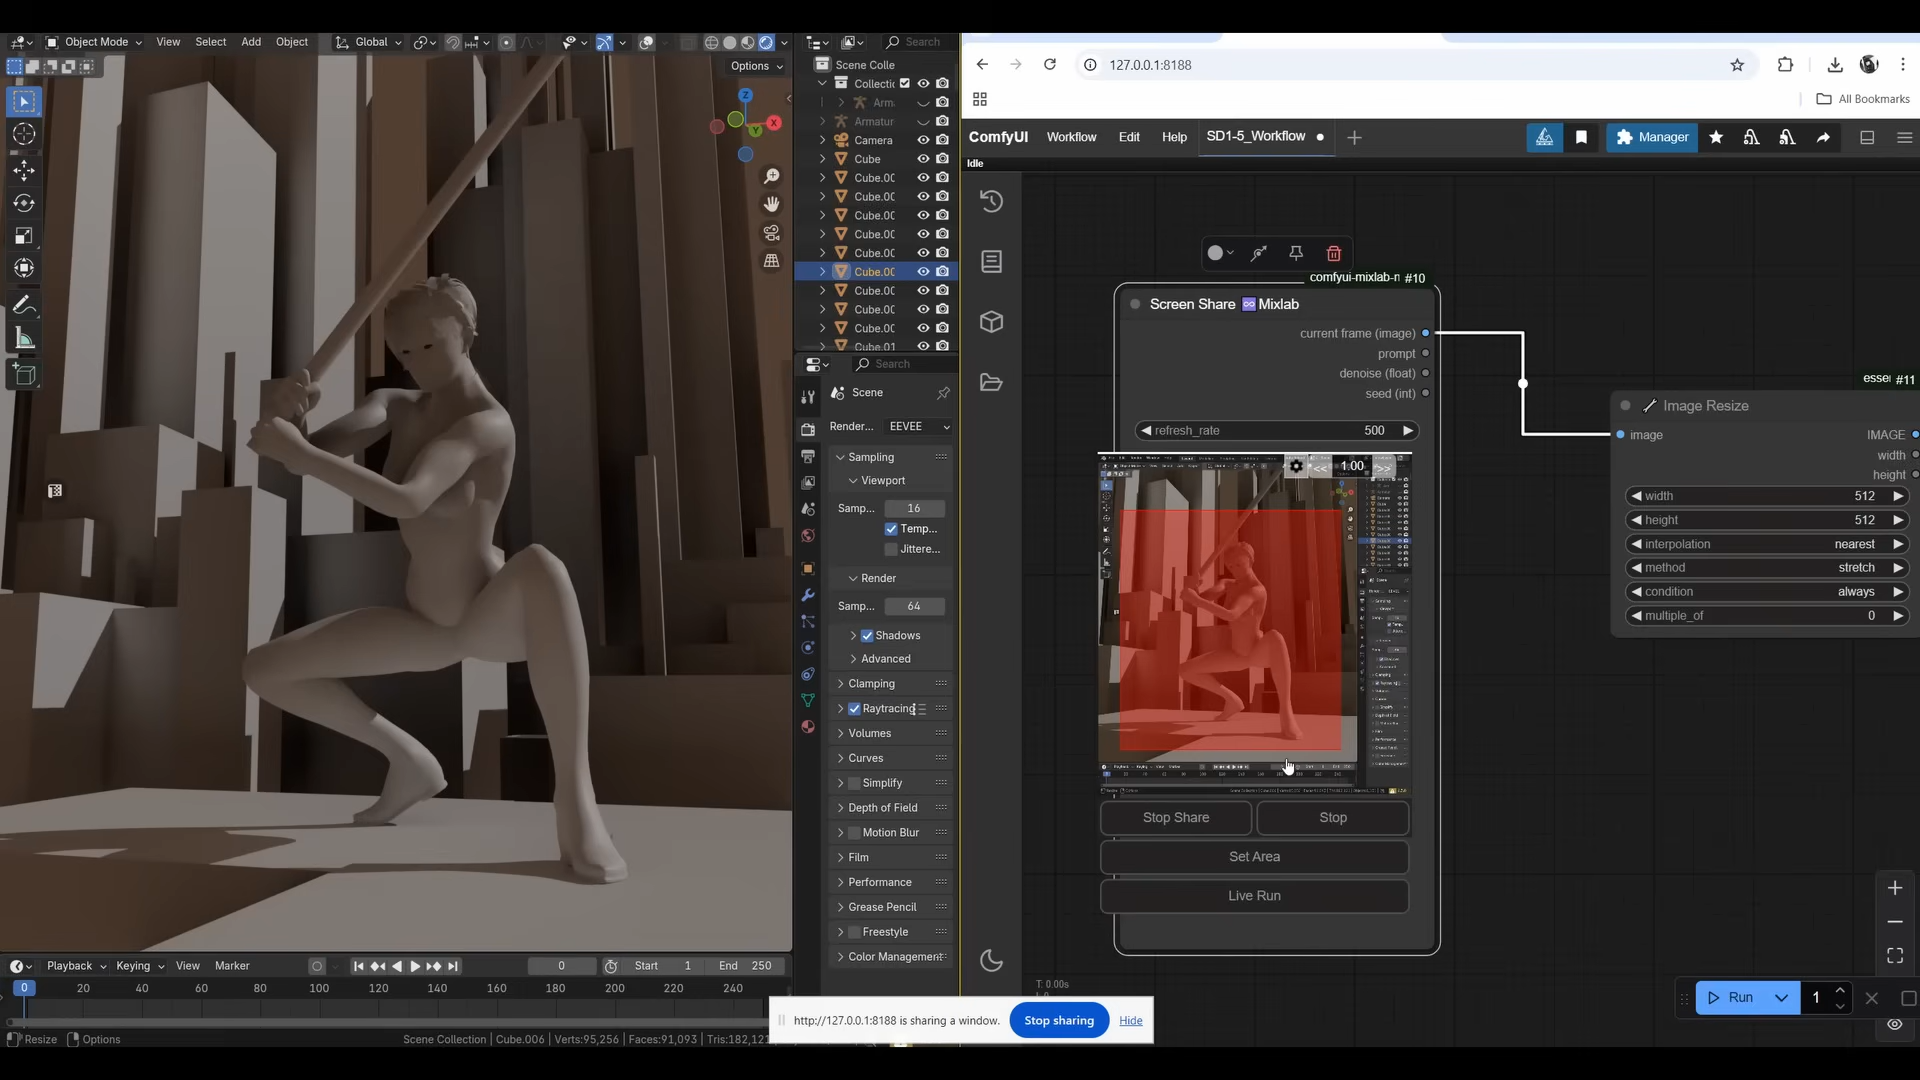 Object Mode
View
Select
Add
Object
Global
Options
Z
X
Y
Search
Scene Colle
Collectic
Arm
Armatur
Camera
Cube
Cube.0C
Cube.0C
Cube.0C
Cube.0C
Cube.0C
Cube.0C
Cube.0C
Cube.0C
Cube.0C
Cube.01
Search
Scene
Render...
EEVEE
Sampling
Viewport
Samp...
16
Temp...
Jittere...
Render
Samp...
64
Shadows
Advanced
Clamping
Raytracing
Volumes
Curves
Simplify
Depth of Field
Motion Blur
Film
Performance
Grease Pencil
Freestyle
Color Management
Playback
Keying
View
Marker
0
Start 1
End 250
0 20 40 60 80 100 120 140 160 180 200 220 240
Resize
Options
Scene Collection | Cube.006 | Verts:95,256 | Faces:91,093 | Tris:182,121
127.0.0.1:8188
All Bookmarks
ComfyUI
Workflow
Edit
Help
SD1-5_Workflow
Manager
Idle
comfyui-mixlab-n #10
Screen Share ♾️Mixlab
current frame (image)
prompt
denoise (float)
seed (int)
refresh_rate 500
<< 1.00 >>
Stop Share
Stop
Set Area
Live Run
esse #11
Image Resize
image
IMAGE
width
height
width 512
height 512
interpolation nearest
method stretch
condition always
multiple_of 0
T: 0.00s
Run
1
http://127.0.0.1:8188 is sharing a window.
Stop sharing
Hide